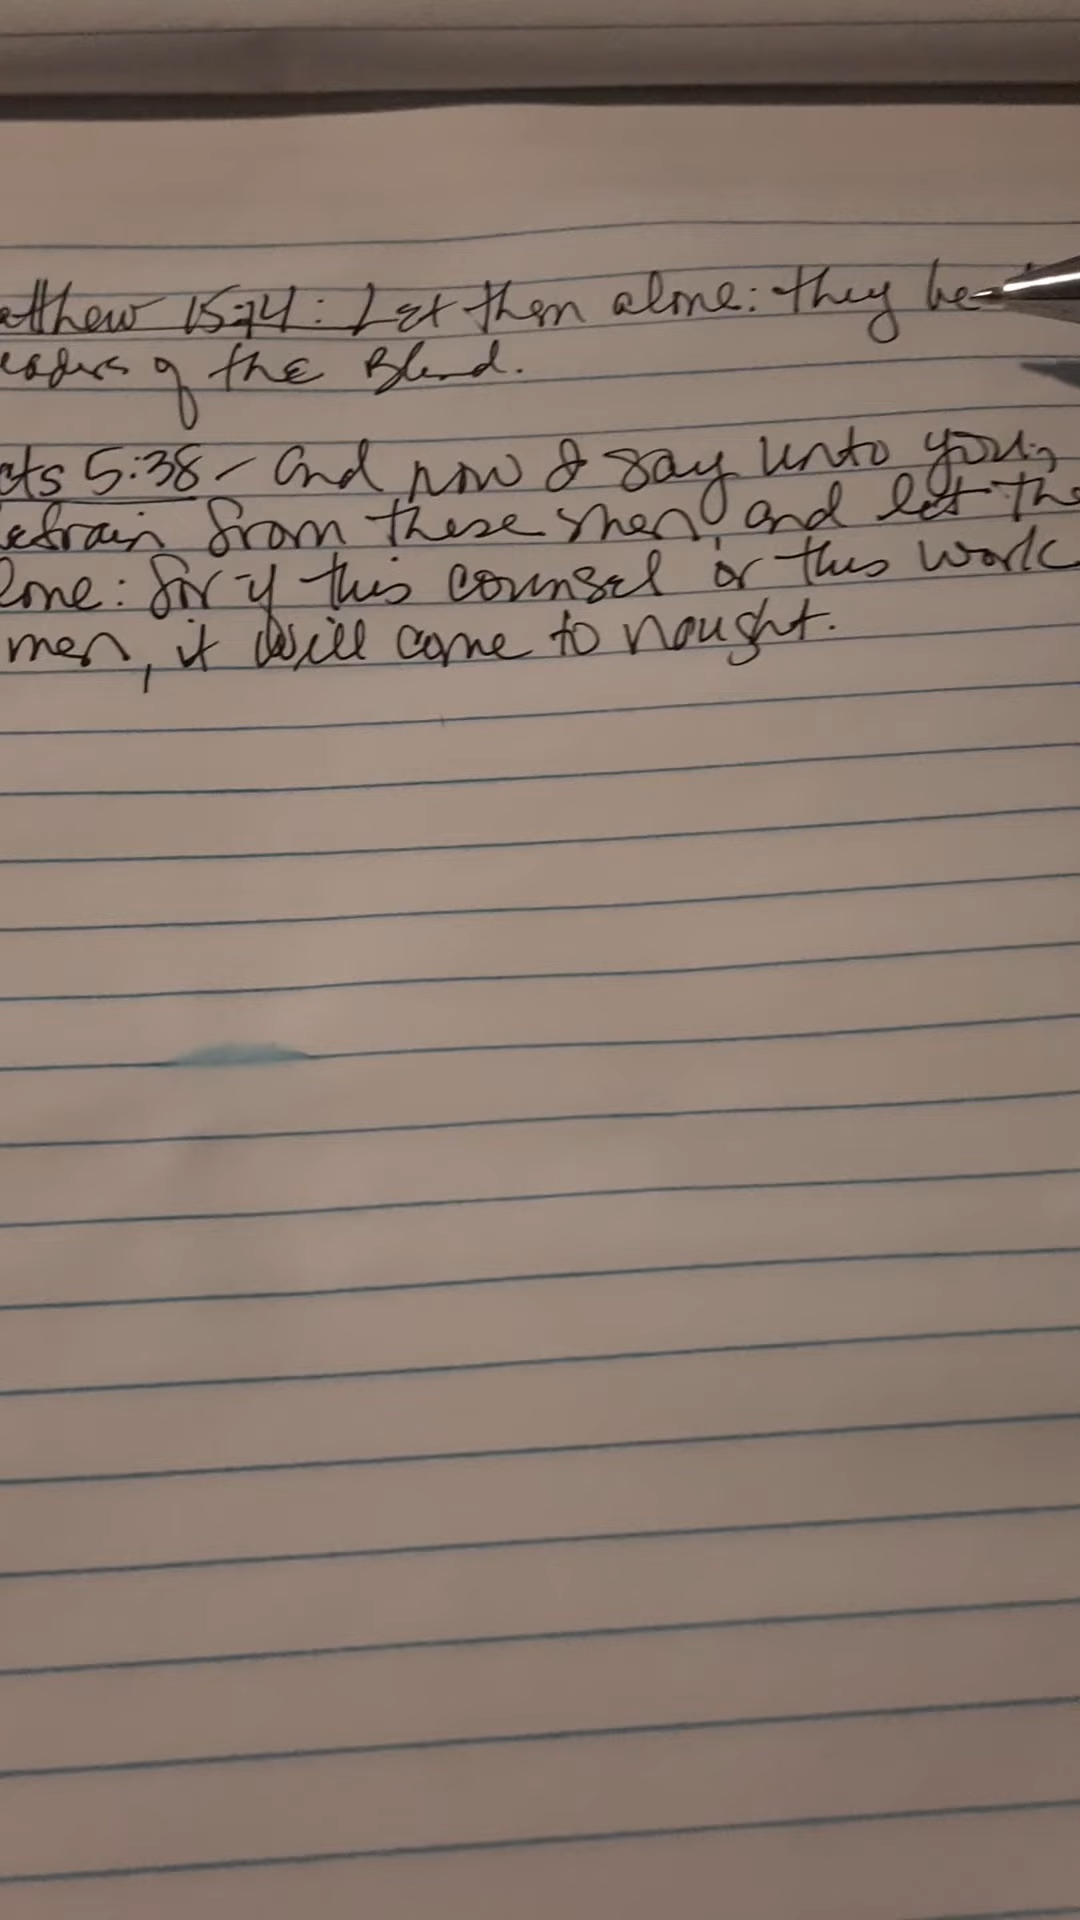 atthew 15:14: Let them alone: they be
eaders of the Blind.
cts 5:38 - And now I say unto you,
efrain from these men, and let the
lone: for if this counsel or this work
men, it will come to nought.